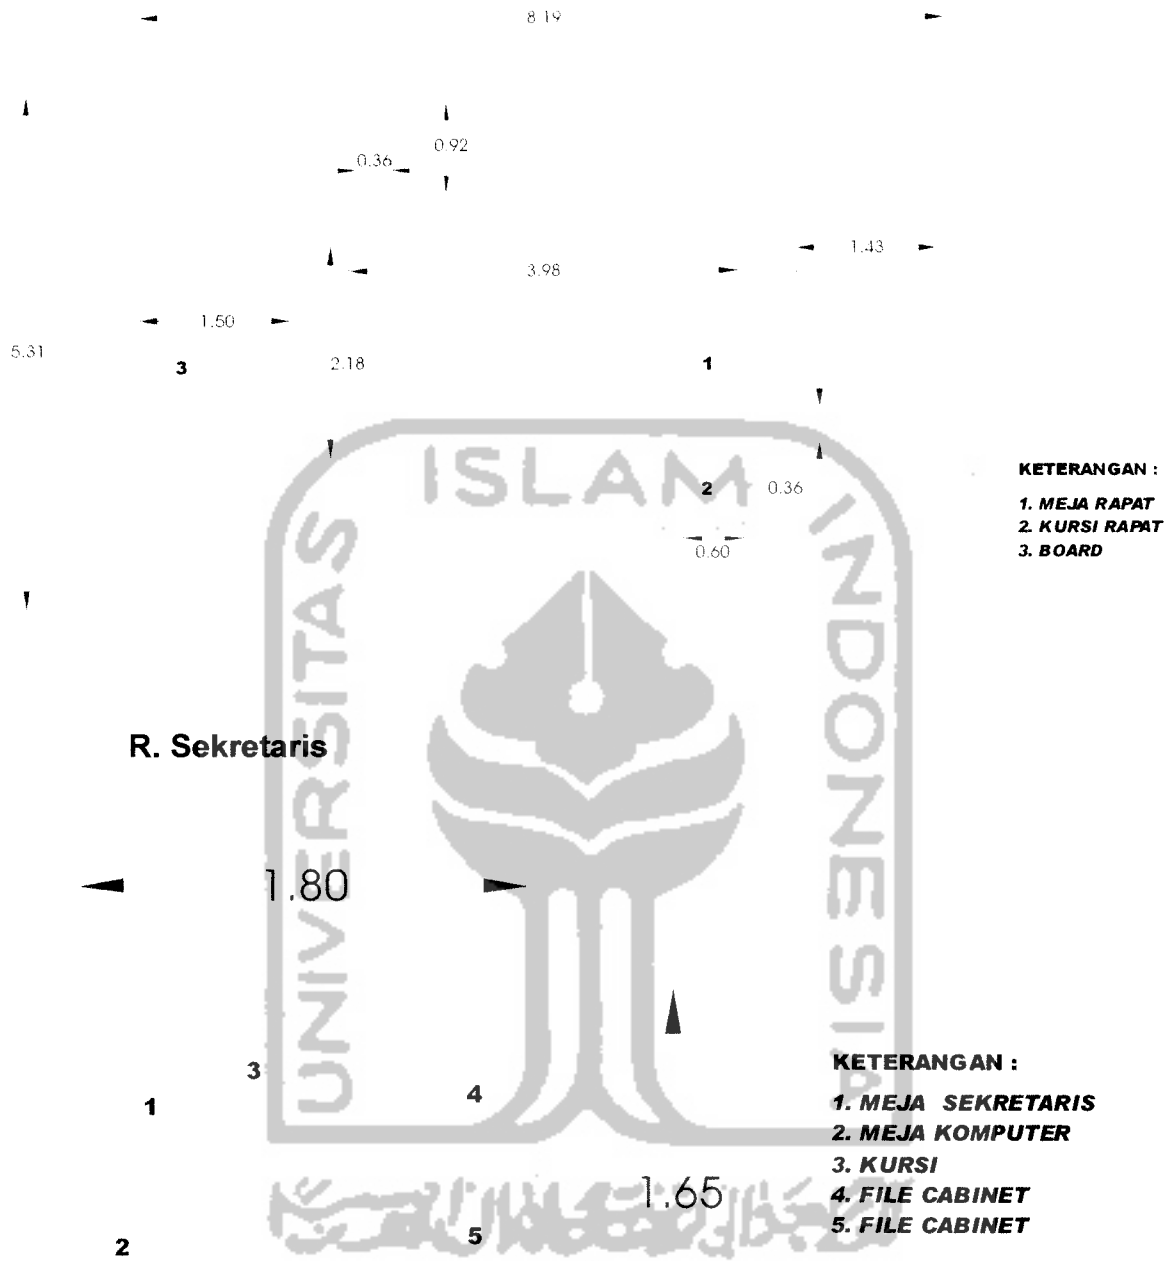 8.19
0.92
0.36
1.43
3.98
1.50
5.31
3
2.18
1
ISLAM
2
0.36
0.60
KETERANGAN :
1. MEJA RAPAT
2. KURSI RAPAT
3. BOARD
UNIVERSITAS
INDONESIA
R. Sekretaris
1.80
3
1
4
KETERANGAN :
1. MEJA SEKRETARIS
2. MEJA KOMPUTER
3. KURSI
4. FILE CABINET
5. FILE CABINET
1.65
2
5